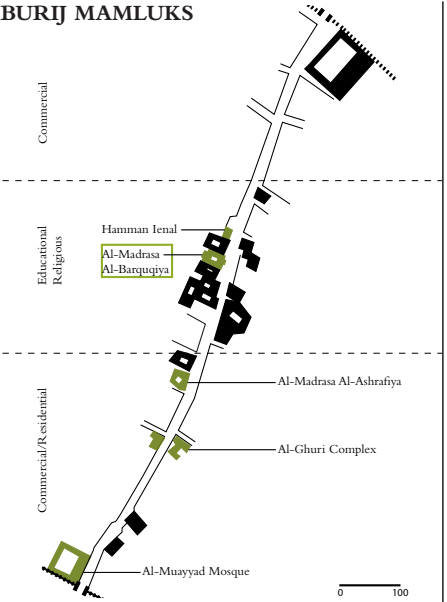 BURIJ MAMLUKS
Commercial
Hamman Ienal
Al-Madrasa
Al-Barquqiya
Educational
Religious
Al-Madrasa Al-Ashrafiya
Commercial/Residential
Al-Ghuri Complex
Al-Muayyad Mosque
0 100